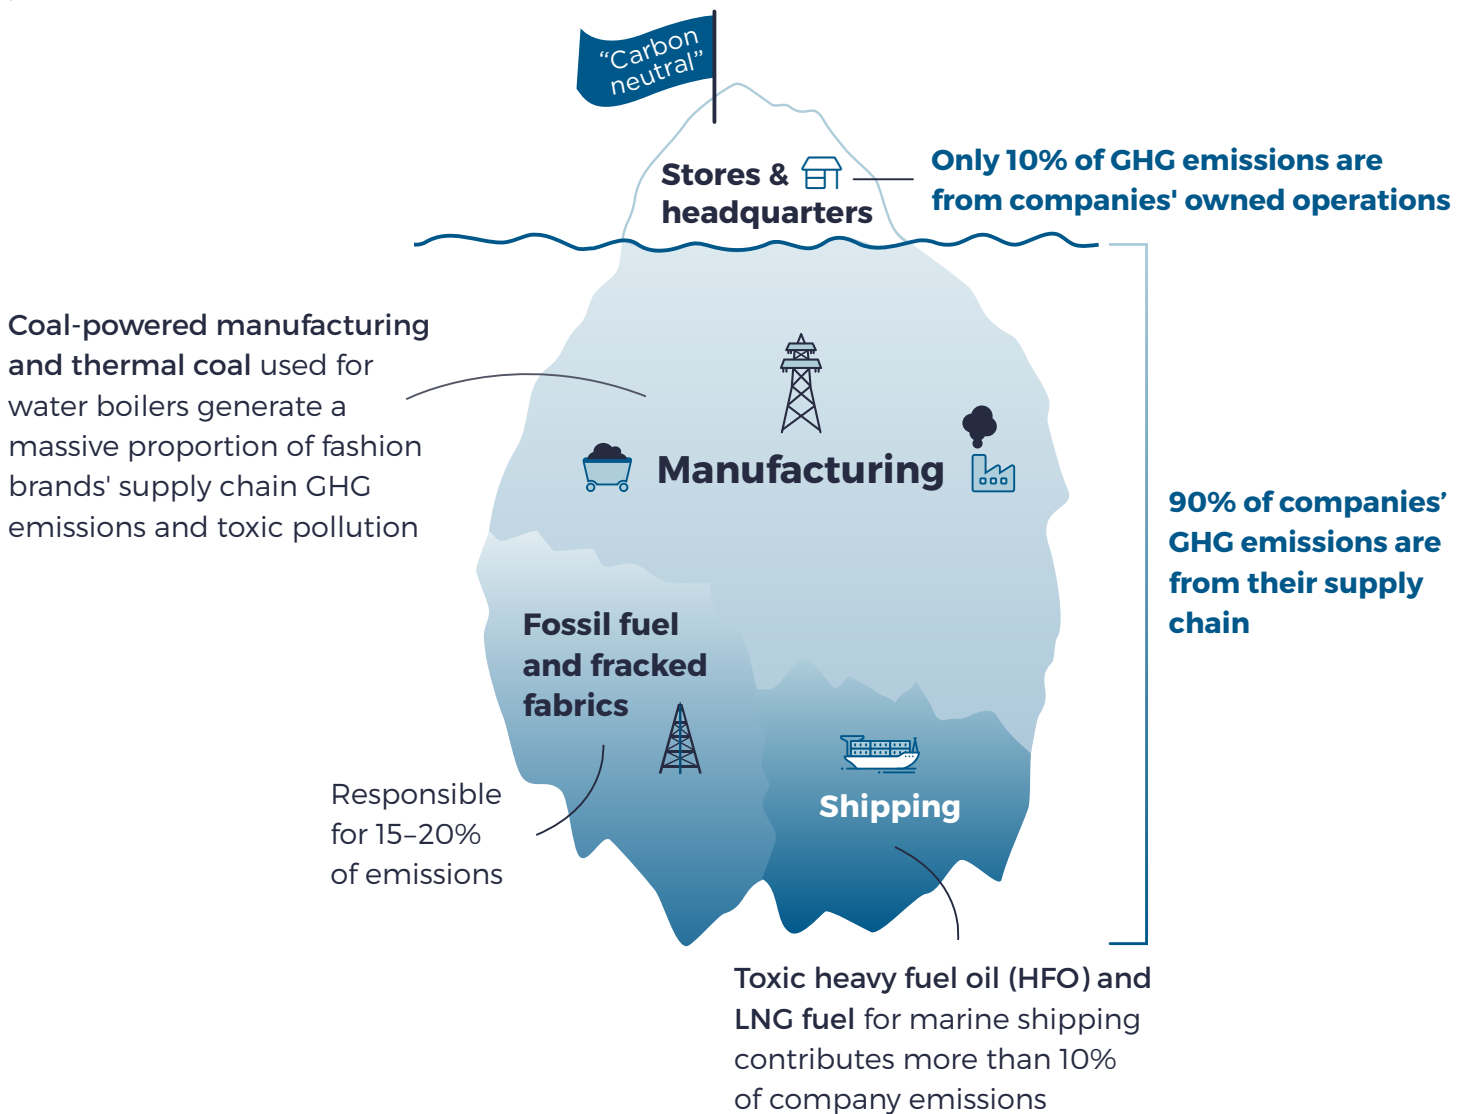 “Carbon
neutral”
Stores &
headquarters
Only 10% of GHG emissions are
from companies' owned operations
Coal-powered manufacturing
and thermal coal used for
water boilers generate a
massive proportion of fashion
brands' supply chain GHG
emissions and toxic pollution
Manufacturing
90% of companies’
GHG emissions are
from their supply
chain
Fossil fuel
and fracked
fabrics
Responsible
for 15–20%
of emissions
Shipping
Toxic heavy fuel oil (HFO) and
LNG fuel for marine shipping
contributes more than 10%
of company emissions